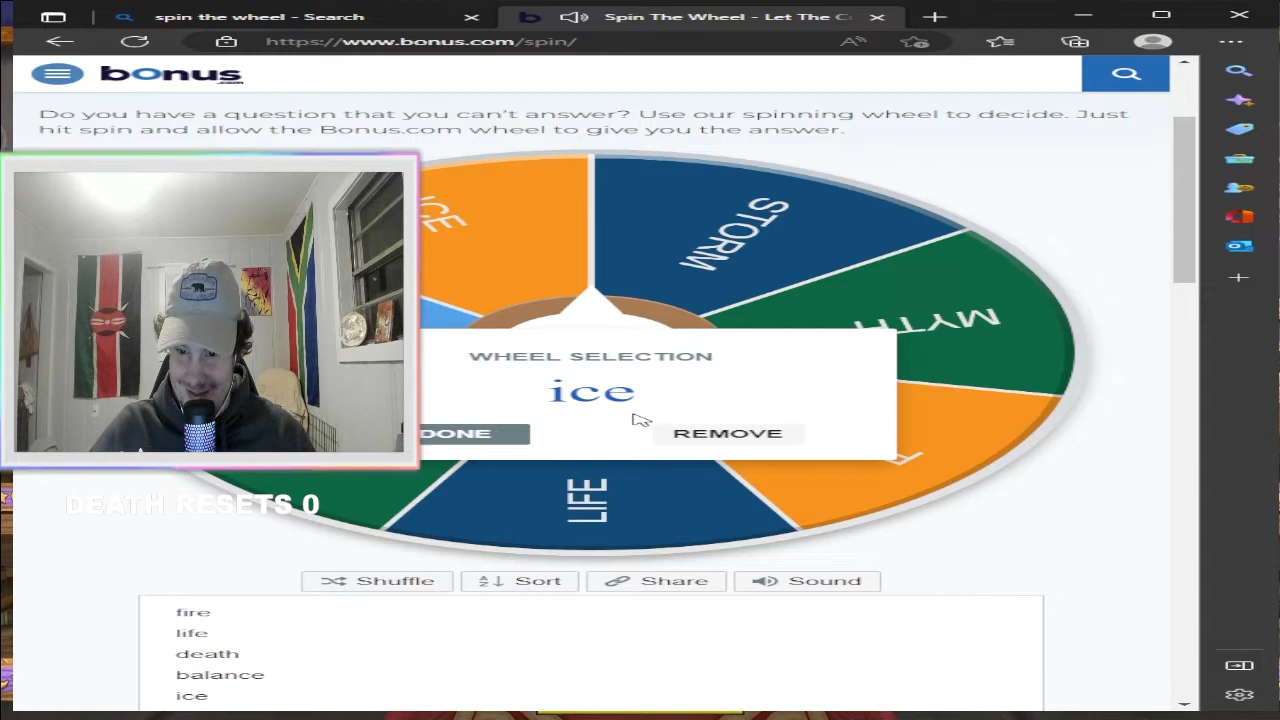 spin the wheel - Search
Spin The Wheel - Let The C
https://www.bonus.com/spin/
bonus
.com
Do you have a question that you can't answer? Use our spinning wheel to decide. Just
hit spin and allow the Bonus.com wheel to give you the answer.
ICE
STORM
MYTH
WHEEL SELECTION
ice
DONE
REMOVE
LIFE
DEATH RESETS 0
Shuffle
Sort
Share
Sound
fire
life
death
balance
ice